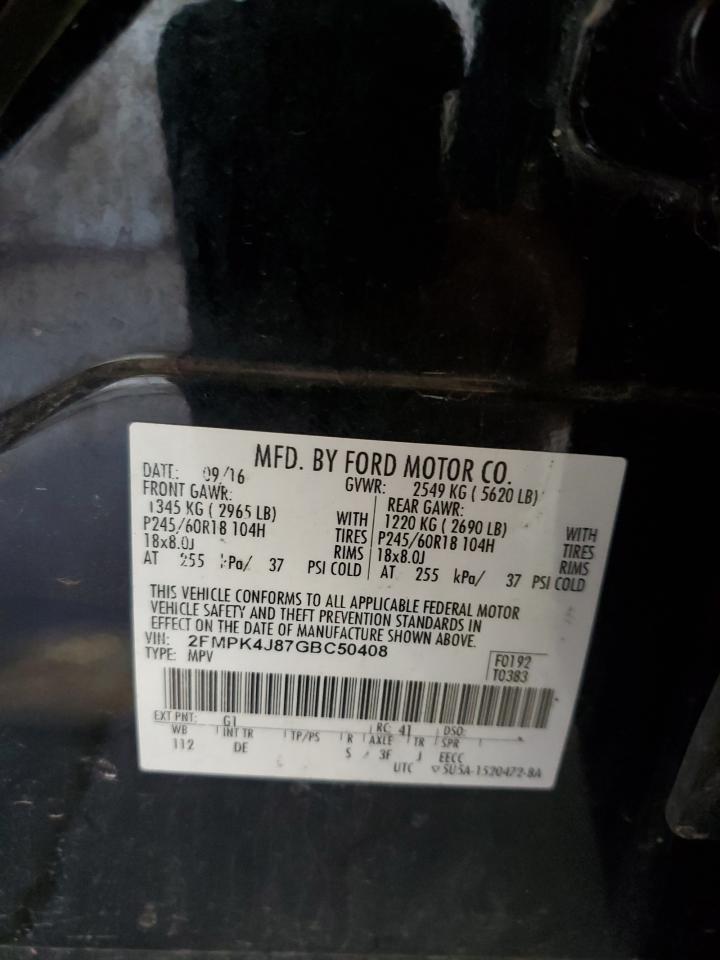 MFD. BY FORD MOTOR CO.
DATE: 09/16 GVWR: 2549 KG ( 5620 LB)
FRONT GAWR: REAR GAWR:
1345 KG ( 2965 LB) WITH 1220 KG ( 2690 LB) WITH
P245/60R18 104H TIRES P245/60R18 104H TIRES
18x8.0J RIMS 18x8.0J RIMS
AT 255 kPa/ 37 PSI COLD AT 255 kPa/ 37 PSI COLD
THIS VEHICLE CONFORMS TO ALL APPLICABLE FEDERAL MOTOR
VEHICLE SAFETY AND THEFT PREVENTION STANDARDS IN
EFFECT ON THE DATE OF MANUFACTURE SHOWN ABOVE.
VIN: 2FMPK4J87GBC50408
TYPE: MPV
F0192
T0383
EXT PNT: G1 RC: 41 DSO:
WB INT TR TP/PS R AXLE TR SPR
112 DE S 3F J EECC
UTC ▽5U5A-1520472-BA